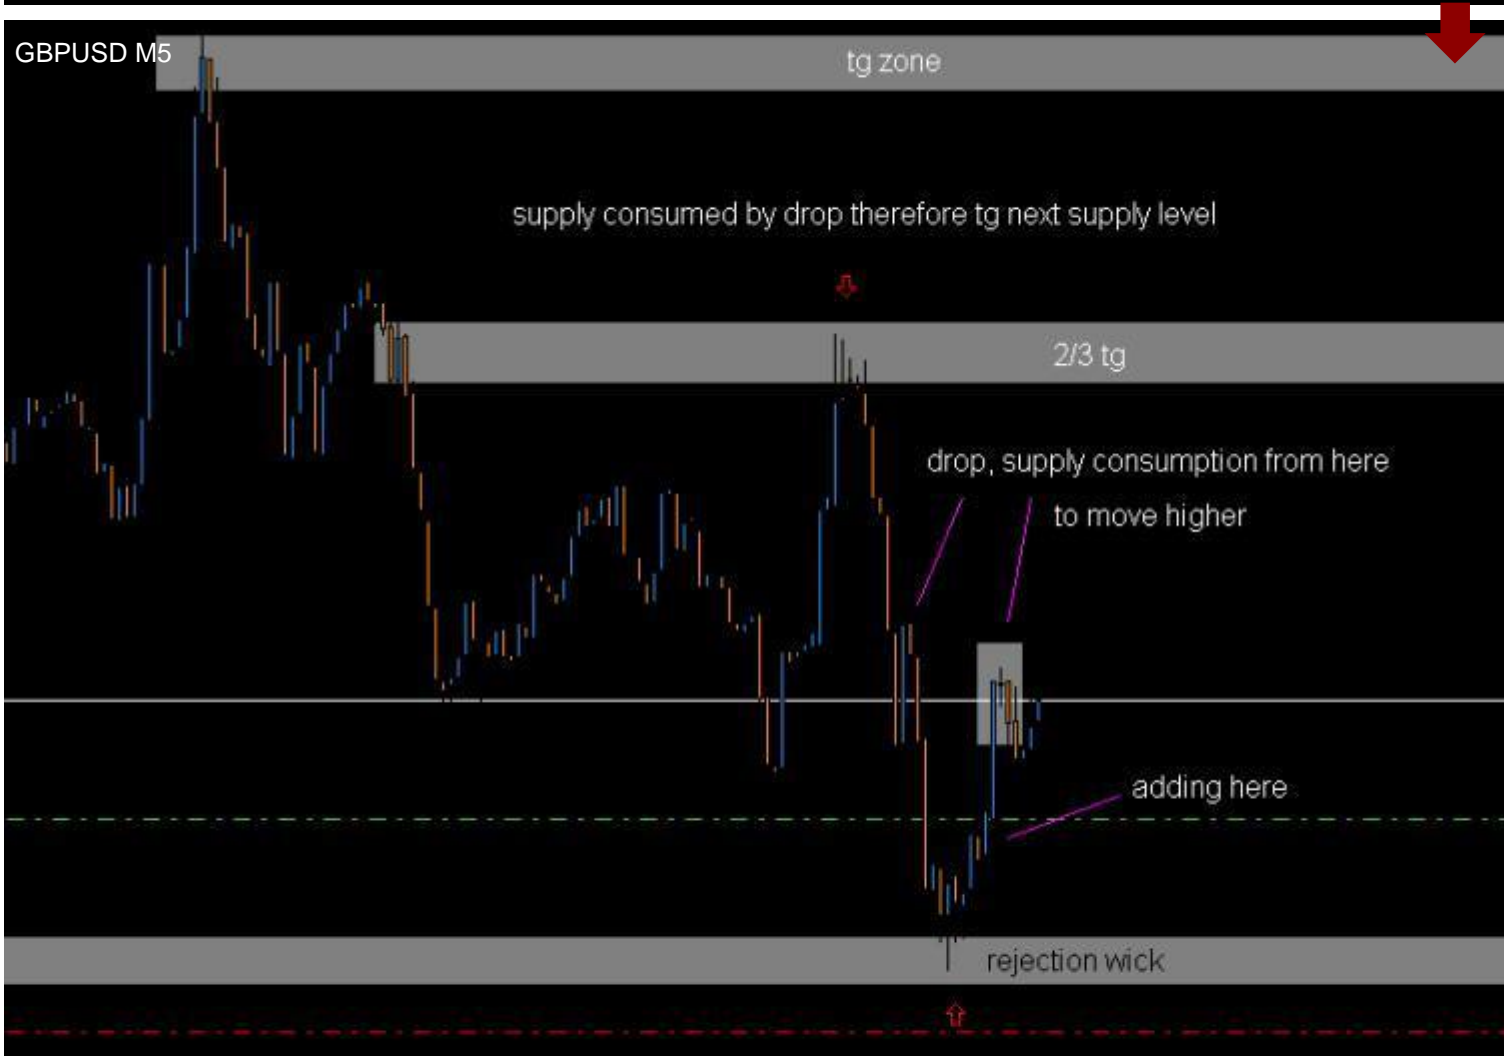 GBPUSD M5
tg zone
supply consumed by drop therefore tg next supply level
2/3 tg
drop, supply consumption from here
to move higher
adding here
rejection wick